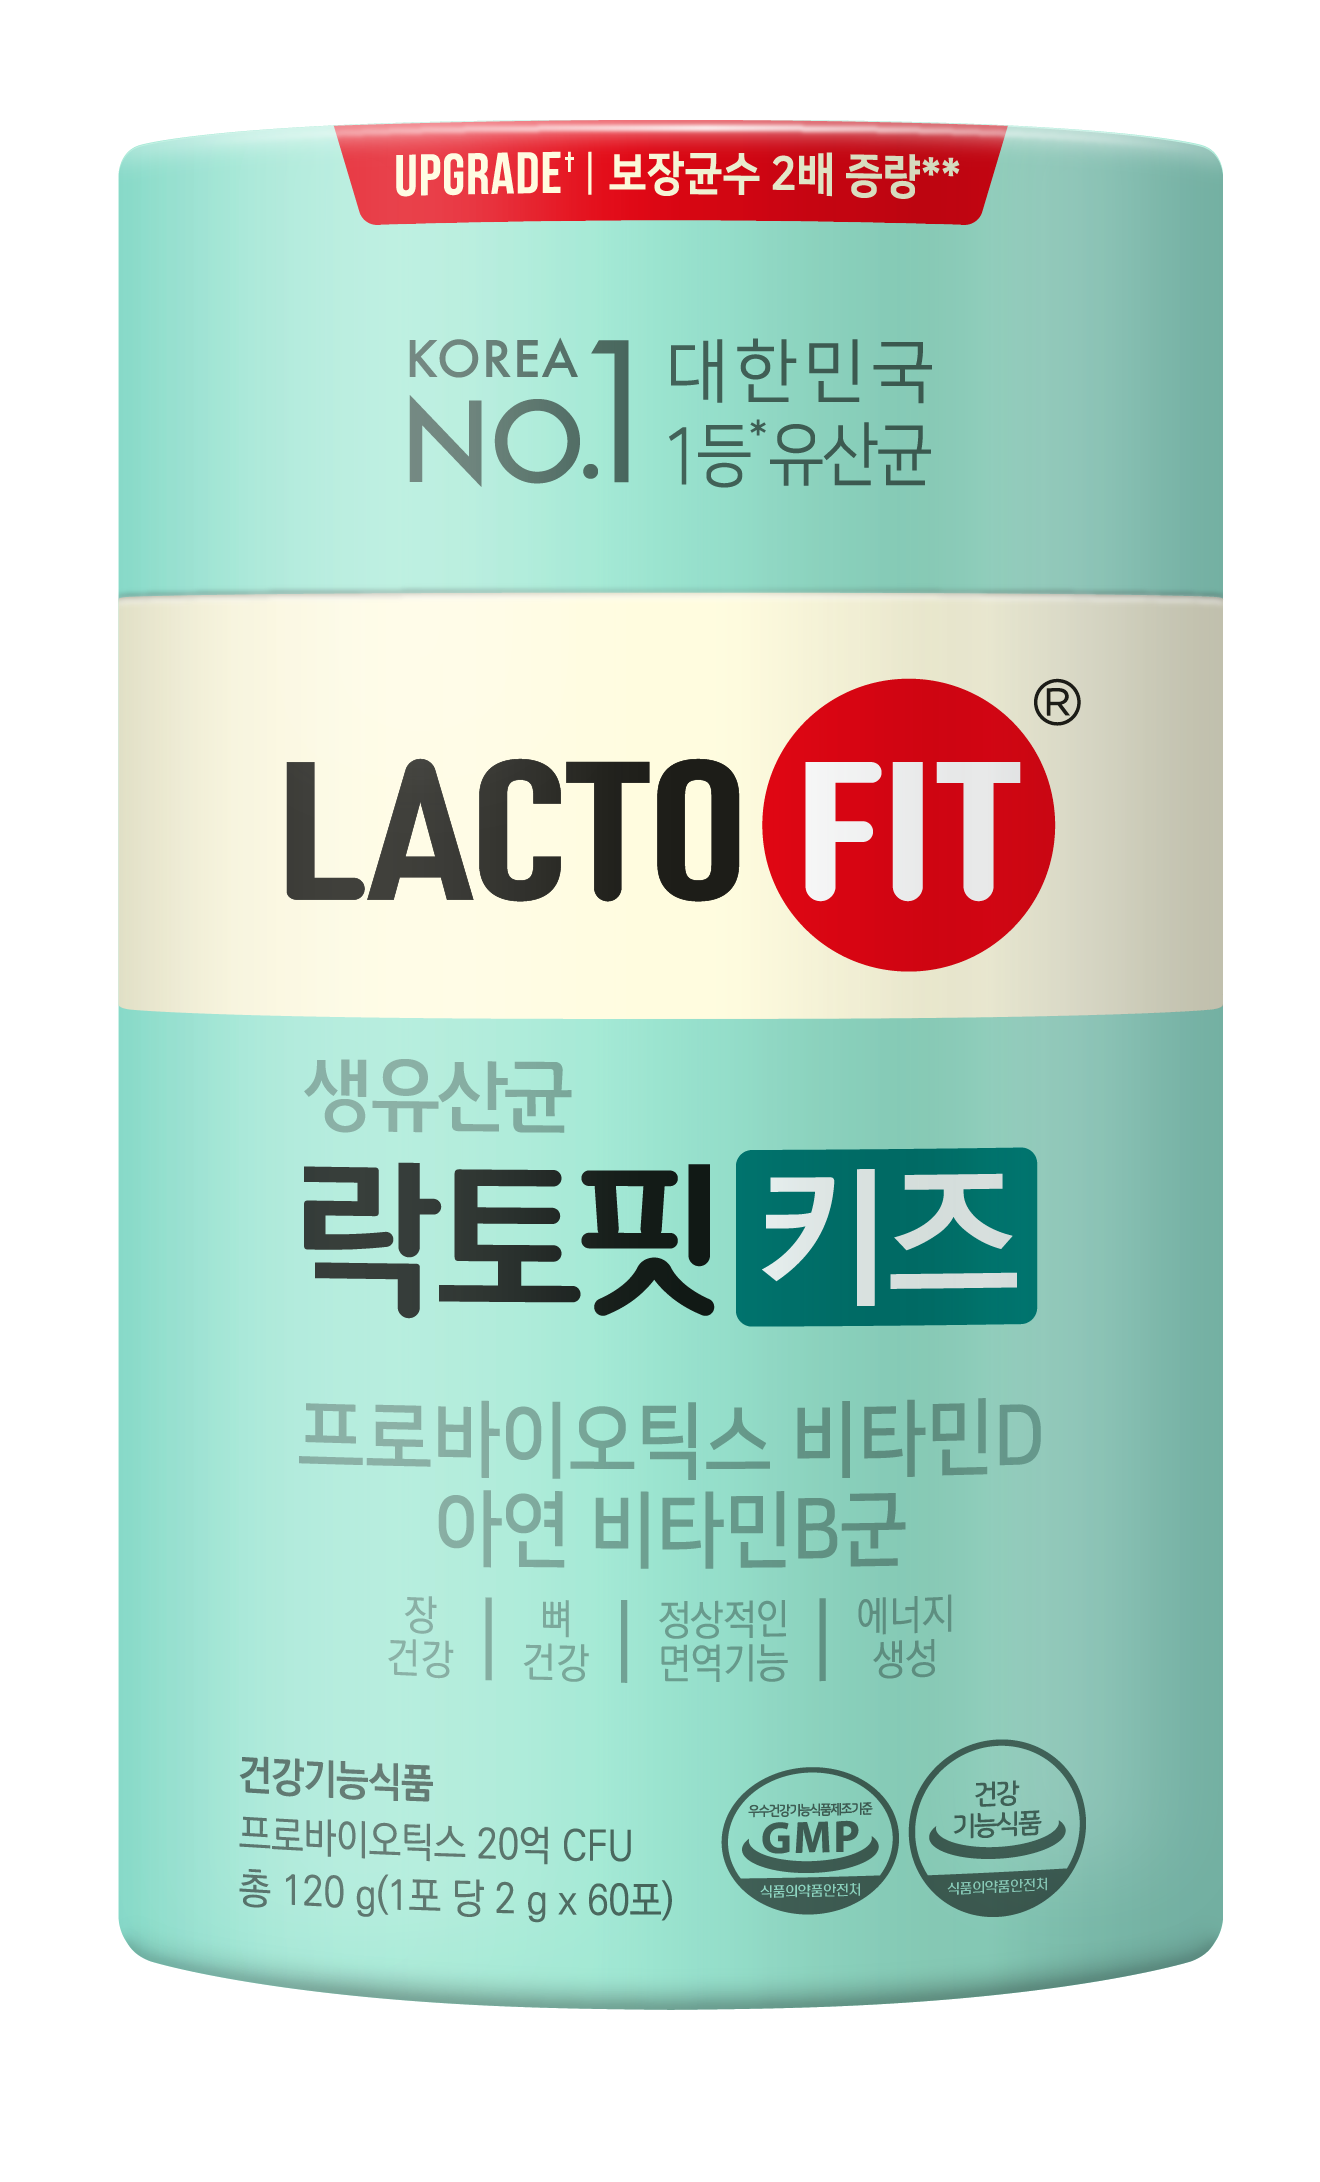 UPGRADE† | 보장균수 2배 증량**
KOREA NO.1
대한민국
1등*유산균
LACTO FIT®
생유산균
락토핏 키즈
프로바이오틱스 비타민D
아연 비타민B군
장 건강 | 뼈 건강 | 정상적인 면역기능 | 에너지 생성
건강기능식품
프로바이오틱스 20억 CFU
총 120 g(1포 당 2 g x 60포)
우수건강기능식품제조기준
GMP
식품의약품안전처
건강
기능식품
식품의약품안전처